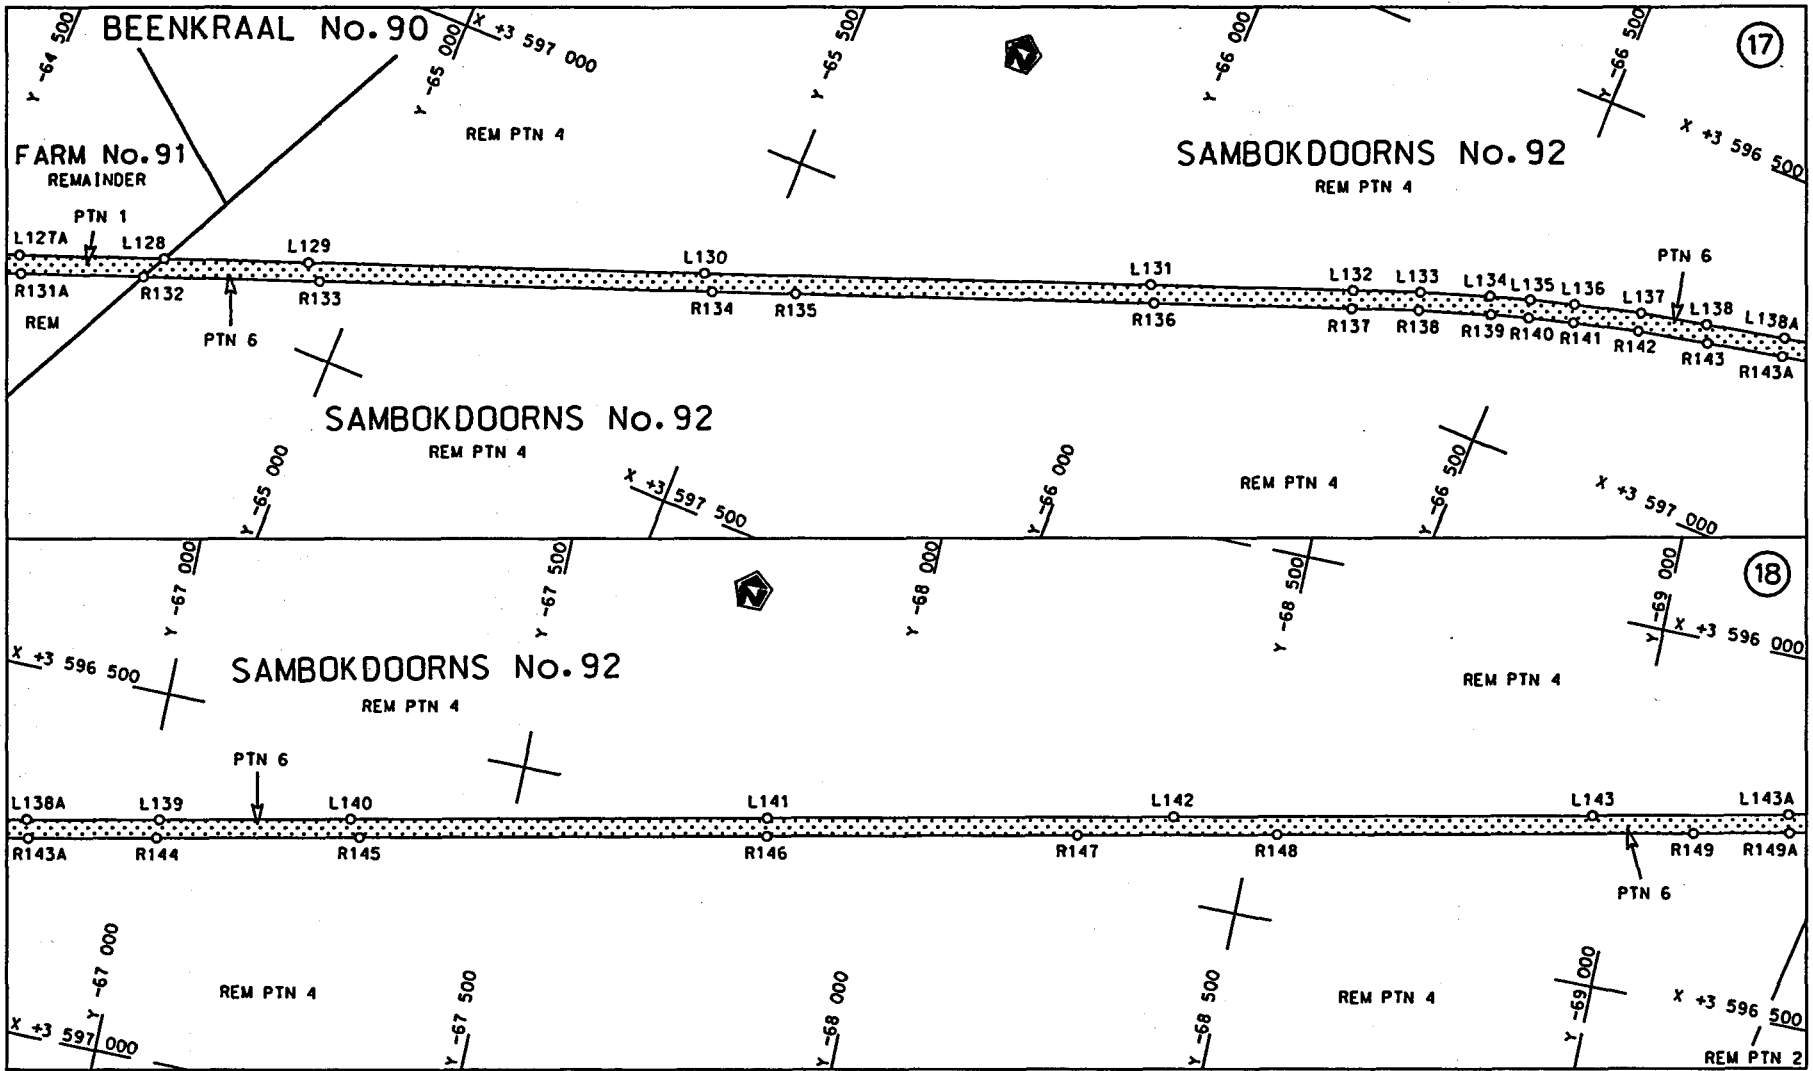 Y -64 500
BEENKRAAL No. 90
Y -65 000
X +3 597 000
Y -65 500
N
Y -66 000
Y -66 500
17
REM PTN 4
FARM No. 91
REMAINDER
SAMBOKDOORNS No. 92
REM PTN 4
X +3 596 500
PTN 1
L127A
L128
L129
L130
L131
L132
L133
L134
L135
L136
L137
L138
L138A
PTN 6
R131A
R132
R133
R134
R135
R136
R137
R138
R139
R140
R141
R142
R143
R143A
REM
PTN 6
SAMBOKDOORNS No. 92
REM PTN 4
Y -65 000
X +3 597 500
Y -66 000
REM PTN 4
Y -66 500
X +3 597 000
Y -67 000
Y -67 500
N
Y -68 000
Y -68 500
Y -69 000
18
X +3 596 000
X +3 596 500
SAMBOKDOORNS No. 92
REM PTN 4
REM PTN 4
PTN 6
L138A
L139
L140
L141
L142
L143
L143A
R143A
R144
R145
R146
R147
R148
R149
R149A
PTN 6
Y -67 000
REM PTN 4
Y -67 500
Y -68 000
Y -68 500
REM PTN 4
Y -69 000
X +3 596 500
X +3 597 000
REM PTN 2